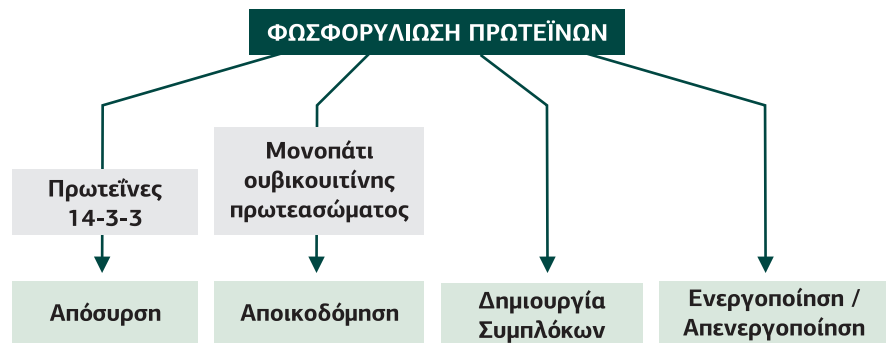 ΦΩΣΦΟΡΥΛΙΩΣΗ ΠΡΩΤΕΪΝΩΝ
Πρωτεΐνες
14-3-3
Μονοπάτι
ουβικουιτίνης
πρωτεασώματος
Απόσυρση
Αποικοδόμηση
Δημιουργία
Συμπλόκων
Ενεργοποίηση /
Απενεργοποίηση